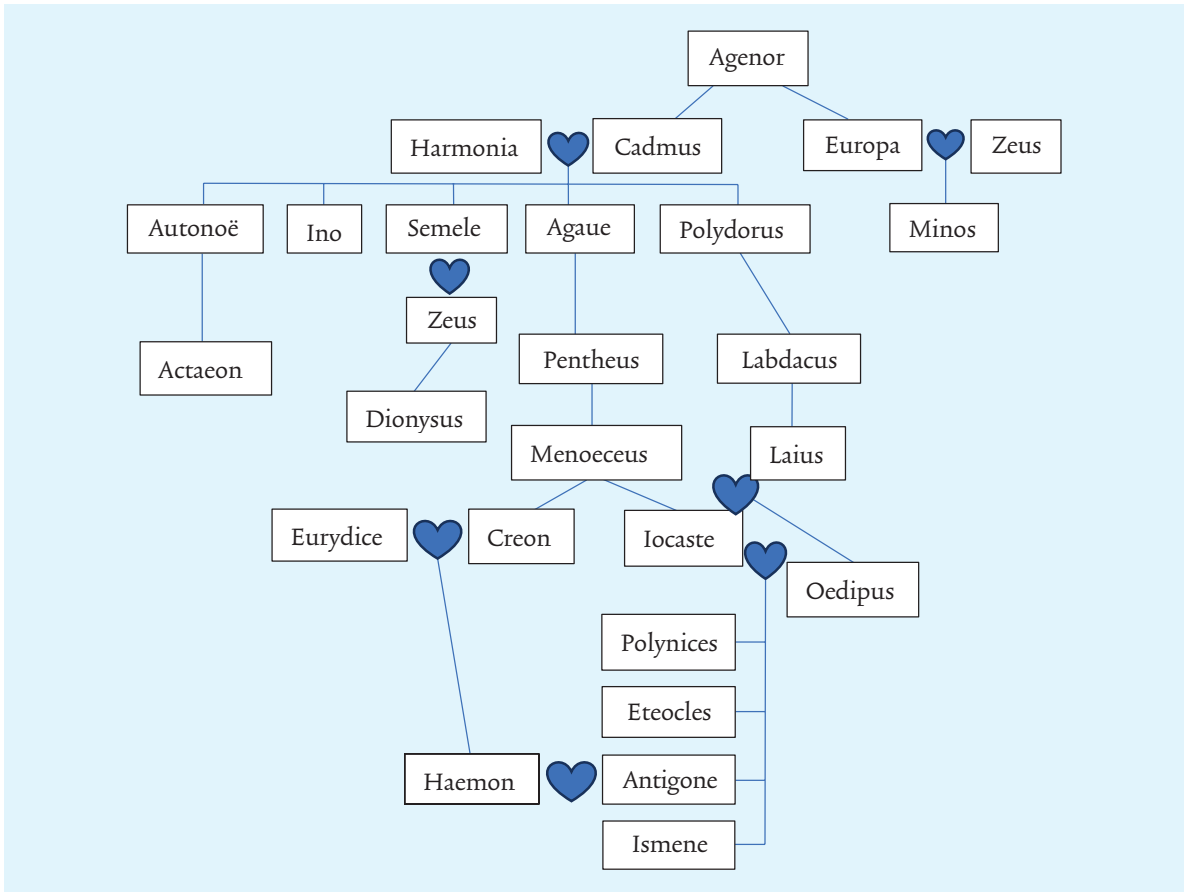 Agenor
Harmonia
Cadmus
Europa
Zeus
Autonoë
Ino
Semele
Agaue
Polydorus
Minos
Zeus
Actaeon
Pentheus
Labdacus
Dionysus
Menoeceus
Laius
Eurydice
Creon
Iocaste
Oedipus
Polynices
Eteocles
Haemon
Antigone
Ismene